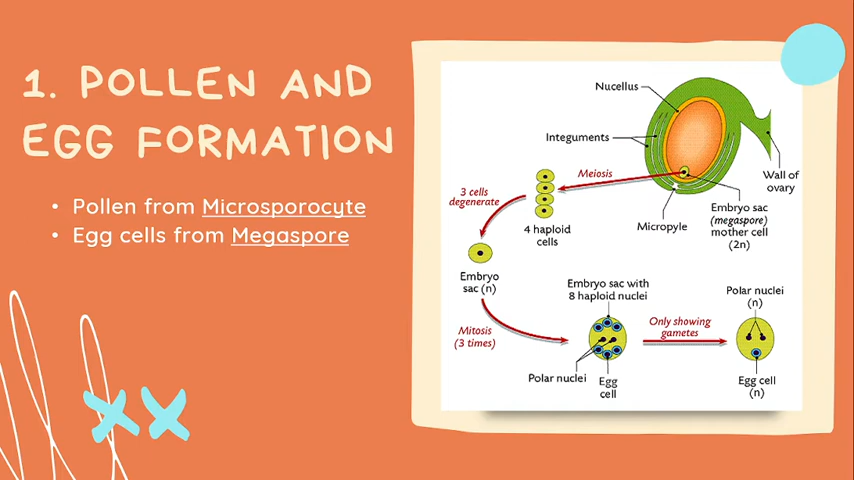 1. POLLEN AND
EGG FORMATION
• Pollen from Microsporocyte
• Egg cells from Megaspore
Nucellus
Integuments
Wall of
ovary
Embryo sac
(megaspore)
mother cell
(2n)
Micropyle
Meiosis
4 haploid
cells
3 cells
degenerate
Embryo
sac (n)
Mitosis
(3 times)
Embryo sac with
8 haploid nuclei
Polar nuclei
Egg
cell
Only showing
gametes
Polar nuclei
(n)
Egg cell
(n)